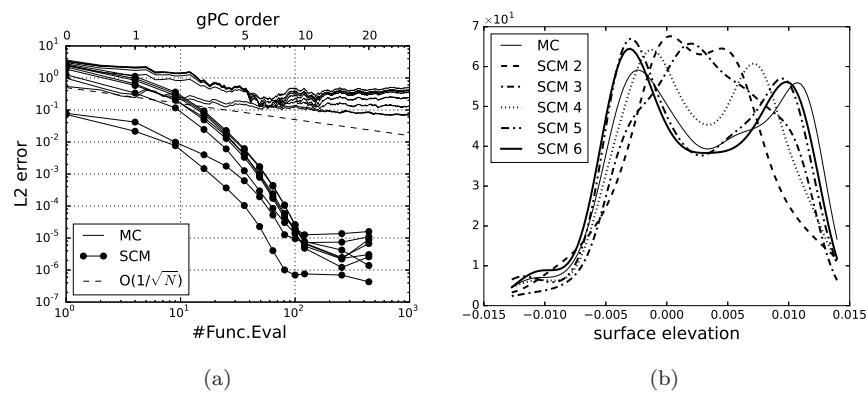 gPC order
0 1 5 10 20
10^1
10^0
10^-1
10^-2
10^-3
10^-4
10^-5
10^-6
10^-7
L2 error
MC
SCM
O(1/√N)
10^0 10^1 10^2 10^3
#Func.Eval
(a)
×10^1
7
6
5
4
3
2
1
0
MC
SCM 2
SCM 3
SCM 4
SCM 5
SCM 6
−0.015 −0.010 −0.005 0.000 0.005 0.010 0.015
surface elevation
(b)